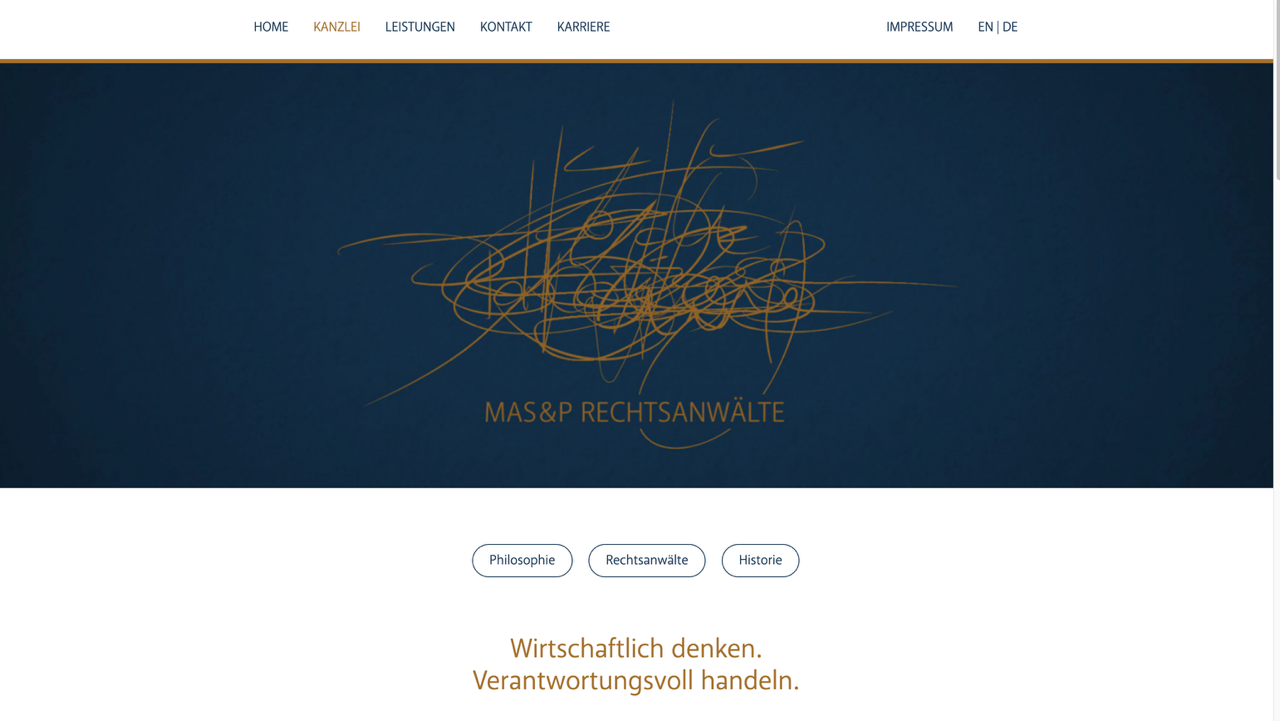 HOME KANZLEI LEISTUNGEN KONTAKT KARRIERE IMPRESSUM EN | DE
MAS&P RECHTSANWÄLTE
Philosophie Rechtsanwälte Historie
Wirtschaftlich denken.
Verantwortungsvoll handeln.